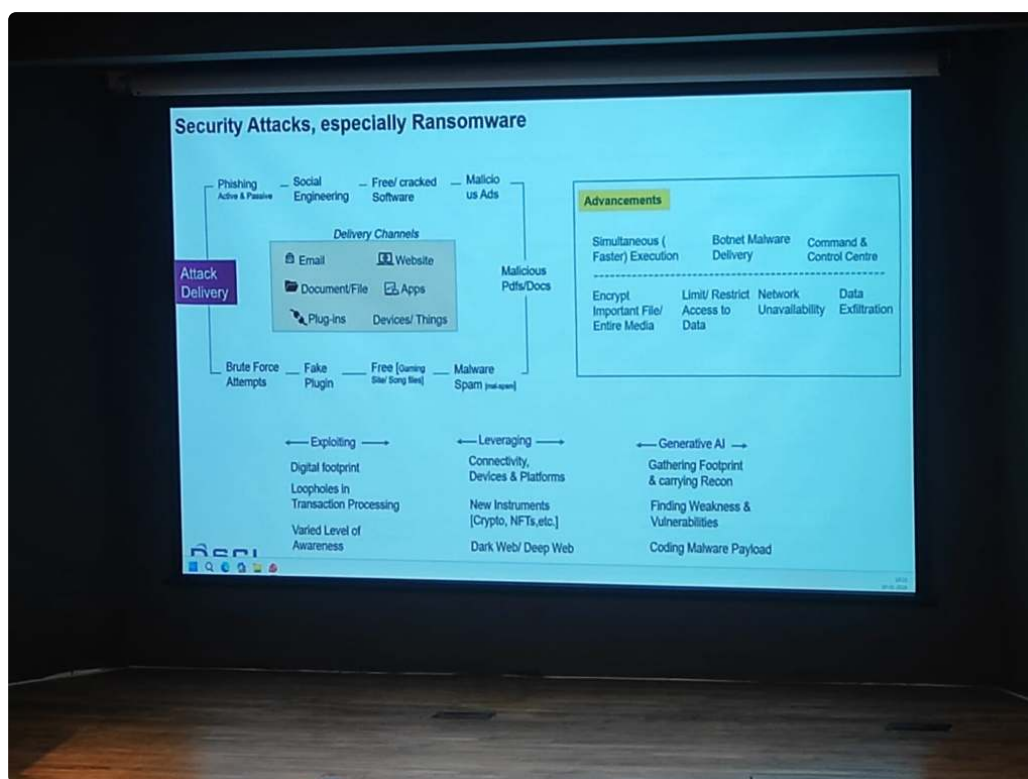 Security Attacks, especially Ransomware
Phishing
Active & Passive
Social
Engineering
Free/ cracked
Software
Malicio
us Ads
Attack
Delivery
Delivery Channels
Email
Website
Document/File
Apps
Plug-ins
Devices/ Things
Malicious
Pdfs/Docs
Brute Force
Attempts
Fake
Plugin
Free [Gaming
Site/ Song files]
Malware
Spam [mal-spam]
Advancements
Simultaneous (
Faster) Execution
Botnet Malware
Delivery
Command &
Control Centre
Encrypt
Important File/
Entire Media
Limit/ Restrict
Access to
Data
Network
Unavailability
Data
Exfiltration
Exploiting
Digital footprint
Loopholes in
Transaction Processing
Varied Level of
Awareness
Leveraging
Connectivity,
Devices & Platforms
New Instruments
[Crypto, NFTs,etc.]
Dark Web/ Deep Web
Generative AI
Gathering Footprint
& carrying Recon
Finding Weakness &
Vulnerabilities
Coding Malware Payload
DSCI